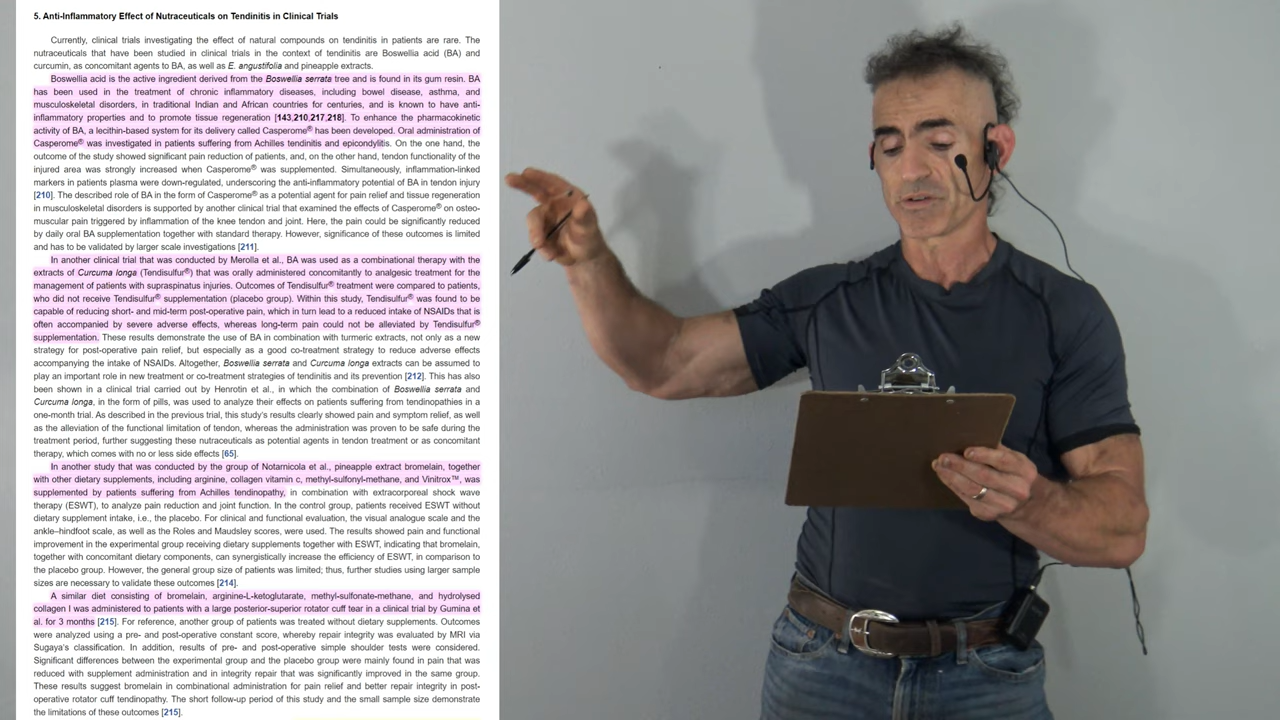 5. Anti-Inflammatory Effect of Nutraceuticals on Tendinitis in Clinical Trials
Currently, clinical trials investigating the effect of natural compounds on tendinitis in patients are rare. The
nutraceuticals that have been studied in clinical trials in the context of tendinitis are Boswellia acid (BA) and
curcumin, as concomitant agents to BA, as well as E. angustifolia and pineapple extracts.
Boswellia acid is the active ingredient derived from the Boswellia serrata tree and is found in its gum resin. BA
has been used in the treatment of chronic inflammatory diseases, including bowel disease, asthma, and
musculoskeletal disorders, in traditional Indian and African countries for centuries, and is known to have anti-
inflammatory properties and to promote tissue regeneration [143,210,217,218]. To enhance the pharmacokinetic
activity of BA, a lecithin-based system for its delivery called Casperome® has been developed. Oral administration of
Casperome® was investigated in patients suffering from Achilles tendinitis and epicondylitis. On the one hand, the
outcome of the study showed significant pain reduction of patients, and, on the other hand, tendon functionality of the
injured area was strongly increased when Casperome® was supplemented. Simultaneously, inflammation-linked
markers in patients plasma were down-regulated, underscoring the anti-inflammatory potential of BA in tendon injury
[210]. The described role of BA in the form of Casperome® as a potential agent for pain relief and tissue regeneration
in musculoskeletal disorders is supported by another clinical trial that examined the effects of Casperome® on osteo-
muscular pain triggered by inflammation of the knee tendon and joint. Here, the pain could be significantly reduced
by daily oral BA supplementation together with standard therapy. However, significance of these outcomes is limited
and has to be validated by larger scale investigations [211].
In another clinical trial that was conducted by Merolla et al., BA was used as a combinational therapy with the
extracts of Curcuma longa (Tendisulfur®) that was orally administered concomitantly to analgesic treatment for the
management of patients with supraspinatus injuries. Outcomes of Tendisulfur® treatment were compared to patients,
who did not receive Tendisulfur® supplementation (placebo group). Within this study, Tendisulfur® was found to be
capable of reducing short- and mid-term post-operative pain, which in turn lead to a reduced intake of NSAIDs that is
often accompanied by severe adverse effects, whereas long-term pain could not be alleviated by Tendisulfur®
supplementation. These results demonstrate the use of BA in combination with turmeric extracts, not only as a new
strategy for post-operative pain relief, but especially as a good co-treatment strategy to reduce adverse effects
accompanying the intake of NSAIDs. Altogether, Boswellia serrata and Curcuma longa extracts can be assumed to
play an important role in new treatment or co-treatment strategies of tendinitis and its prevention [212]. This has also
been shown in a clinical trial carried out by Henrotin et al., in which the combination of Boswellia serrata and
Curcuma longa, in the form of pills, was used to analyze their effects on patients suffering from tendinopathies in a
one-month trial. As described in the previous trial, this study's results clearly showed pain and symptom relief, as well
as the alleviation of the functional limitation of tendon, whereas the administration was proven to be safe during the
treatment period, further suggesting these nutraceuticals as potential agents in tendon treatment or as concomitant
therapy, which comes with no or less side effects [65].
In another study that was conducted by the group of Notarnicola et al., pineapple extract bromelain, together
with other dietary supplements, including arginine, collagen vitamin c, methyl-sulfonyl-methane, and Vinitrox™, was
supplemented by patients suffering from Achilles tendinopathy, in combination with extracorporeal shock wave
therapy (ESWT), to analyze pain reduction and joint function. In the control group, patients received ESWT without
dietary supplement intake, i.e., the placebo. For clinical and functional evaluation, the visual analogue scale and the
ankle–hindfoot scale, as well as the Roles and Maudsley scores, were used. The results showed pain and functional
improvement in the experimental group receiving dietary supplements together with ESWT, indicating that bromelain,
together with concomitant dietary components, can synergistically increase the efficiency of ESWT, in comparison to
the placebo group. However, the general group size of patients was limited; thus, further studies using larger sample
sizes are necessary to validate these outcomes [214].
A similar diet consisting of bromelain, arginine-L-ketoglutarate, methyl-sulfonate-methane, and hydrolysed
collagen I was administered to patients with a large posterior-superior rotator cuff tear in a clinical trial by Gumina et
al. for 3 months [215]. For reference, another group of patients was treated without dietary supplements. Outcomes
were analyzed using a pre- and post-operative constant score, whereby repair integrity was evaluated by MRI via
Sugaya's classification. In addition, results of pre- and post-operative simple shoulder tests were considered.
Significant differences between the experimental group and the placebo group were mainly found in pain that was
reduced with supplement administration and in integrity repair that was significantly improved in the same group.
These results suggest bromelain in combinational administration for pain relief and better repair integrity in post-
operative rotator cuff tendinopathy. The short follow-up period of this study and the small sample size demonstrate
the limitations of these outcomes [215].